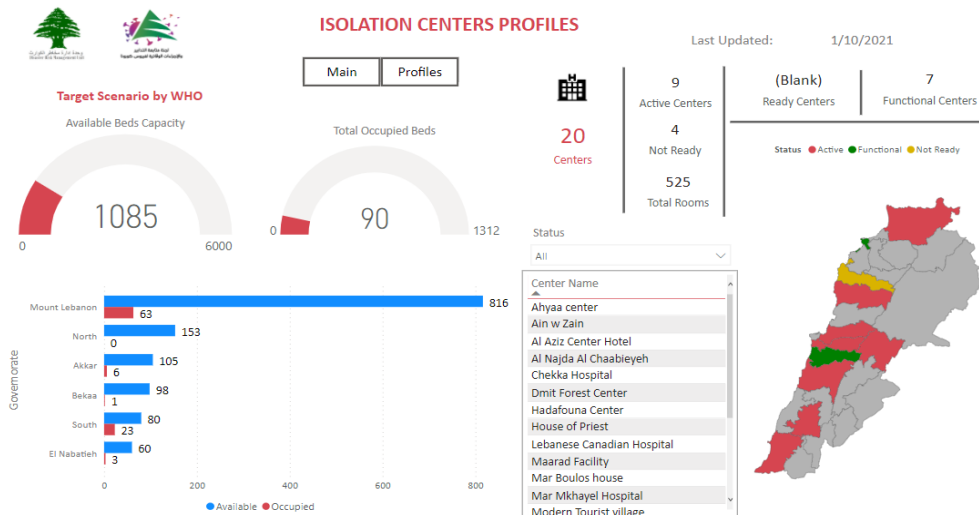 ISOLATION CENTERS PROFILES
Last Updated: 1/10/2021
Main
Profiles
Target Scenario by WHO
Available Beds Capacity
1085
0
6000
Total Occupied Beds
90
0
1312
20
Centers
9
Active Centers
4
Not Ready
525
Total Rooms
(Blank)
Ready Centers
7
Functional Centers
Status Active Functional Not Ready
Status
All
Center Name
Ahyaa center
Ain w Zain
Al Aziz Center Hotel
Al Najda Al Chaabieyeh
Chekka Hospital
Dmit Forest Center
Hadafouna Center
House of Priest
Lebanese Canadian Hospital
Maarad Facility
Mar Boulos house
Mar Mkhayel Hospital
Modern Tourist village
Governorate
Mount Lebanon 816
63
North 153
0
Akkar 105
6
Bekaa 98
1
South 80
23
El Nabatieh 60
3
0 200 400 600 800
Available Occupied